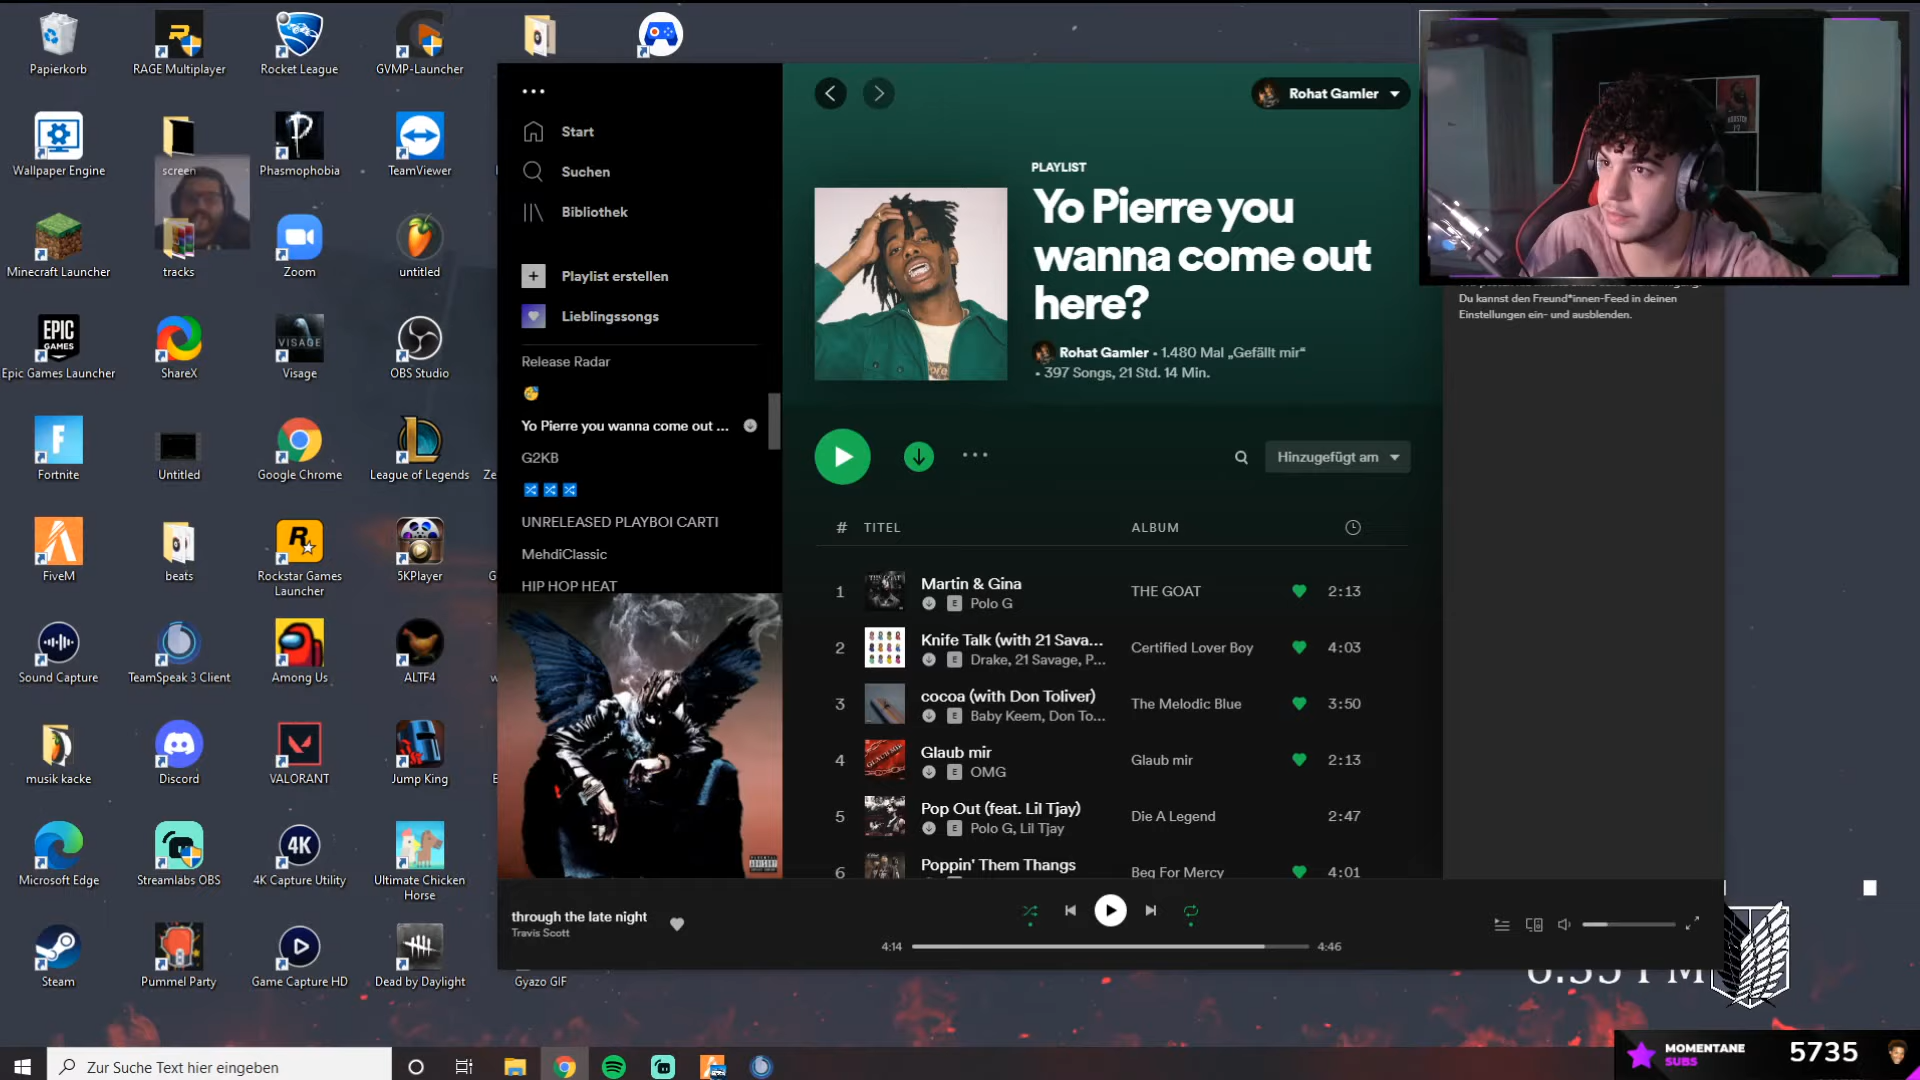 Papierkorb
RAGE Multiplayer
Rocket League
GVMP-Launcher
Wallpaper Engine
screen
Phasmophobia
TeamViewer
Minecraft Launcher
tracks
Zoom
untitled
EPIC GAMES
Epic Games Launcher
ShareX
VISAGE
Visage
OBS Studio
Fortnite
Untitled
Google Chrome
League of Legends
Ze
FiveM
beats
Rockstar Games
Launcher
5KPlayer
G
Sound Capture
TeamSpeak 3 Client
Among Us
ALTF4
musik kacke
Discord
VALORANT
Jump King
E
Microsoft Edge
Streamlabs OBS
4K
4K Capture Utility
Ultimate Chicken
Horse
Steam
Pummel Party
Game Capture HD
Dead by Daylight
Gyazo GIF
Start
Suchen
Bibliothek
Playlist erstellen
Lieblingssongs
Release Radar
Yo Pierre you wanna come out ...
G2KB
UNRELEASED PLAYBOI CARTI
MehdiClassic
HIP HOP HEAT
Rohat Gamler
PLAYLIST
Yo Pierre you
wanna come out
here?
Rohat Gamler • 1.480 Mal „Gefällt mir“
• 397 Songs, 21 Std. 14 Min.
Hinzugefügt am
# TITEL ALBUM
1 Martin & Gina THE GOAT 2:13
E Polo G
2 Knife Talk (with 21 Sava... Certified Lover Boy 4:03
E Drake, 21 Savage, P...
3 cocoa (with Don Toliver) The Melodic Blue 3:50
E Baby Keem, Don To...
4 Glaub mir Glaub mir 2:13
E OMG
5 Pop Out (feat. Lil Tjay) Die A Legend 2:47
E Polo G, Lil Tjay
6 Poppin' Them Thangs Beg For Mercy 4:01
Du kannst den Freund*innen-Feed in deinen
Einstellungen ein- und ausblenden.
through the late night
Travis Scott
4:14 4:46
Zur Suche Text hier eingeben
MOMENTANE
SUBS
5735